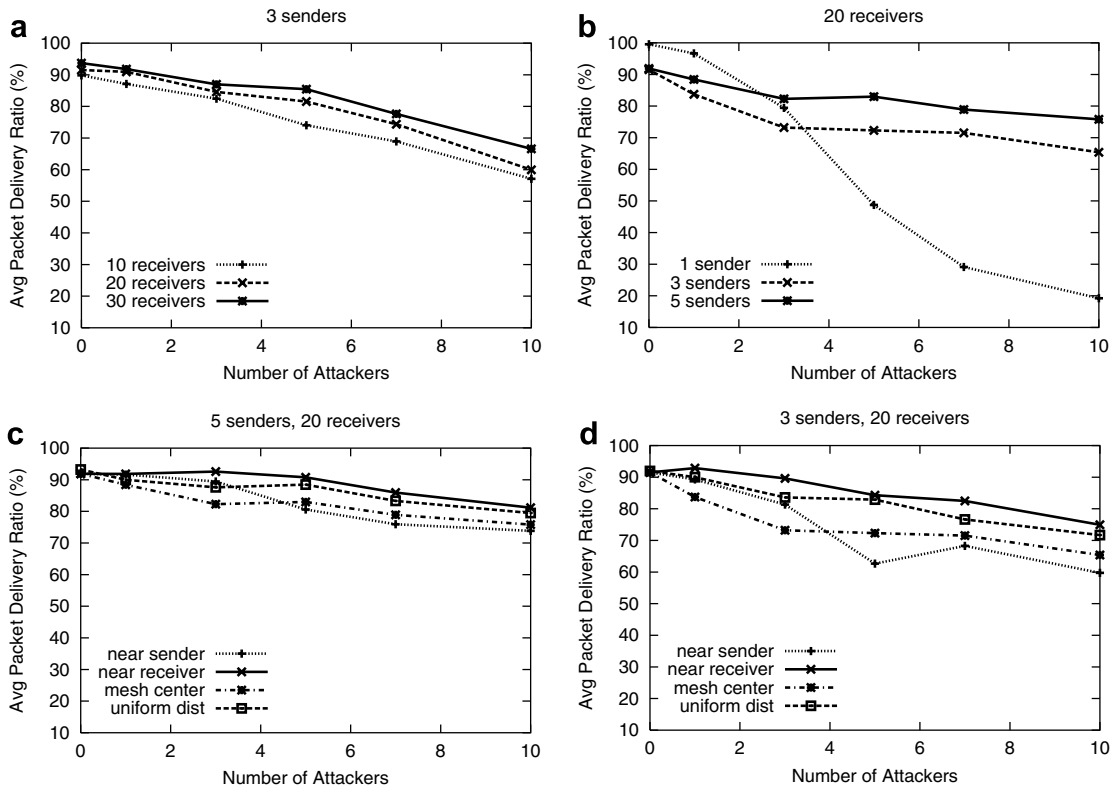 a
3 senders
Avg Packet Delivery Ratio (%)
100
90
80
70
60
50
40
30
20
10
10 receivers
20 receivers
30 receivers
0 2 4 6 8 10
Number of Attackers
b
20 receivers
Avg Packet Delivery Ratio (%)
100
90
80
70
60
50
40
30
20
10
1 sender
3 senders
5 senders
0 2 4 6 8 10
Number of Attackers
c
5 senders, 20 receivers
Avg Packet Delivery Ratio (%)
100
90
80
70
60
50
40
30
20
10
near sender
near receiver
mesh center
uniform dist
0 2 4 6 8 10
Number of Attackers
d
3 senders, 20 receivers
Avg Packet Delivery Ratio (%)
100
90
80
70
60
50
40
30
20
10
near sender
near receiver
mesh center
uniform dist
0 2 4 6 8 10
Number of Attackers